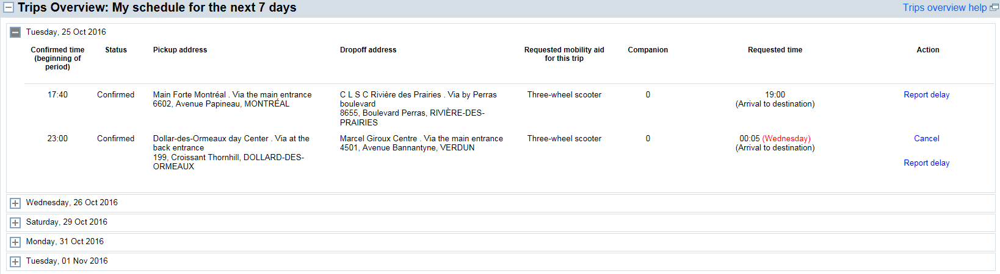 Trips Overview: My schedule for the next 7 days
Trips overview help
Tuesday, 25 Oct 2016
Confirmed time
(beginning of
period)
Status
Pickup address
Dropoff address
Requested mobility aid
for this trip
Companion
Requested time
Action
17:40
Confirmed
Main Forte Montréal . Via the main entrance
6602, Avenue Papineau, MONTRÉAL
C L S C Rivière des Prairies . Via by Perras
boulevard
8655, Boulevard Perras, RIVIÈRE-DES-
PRAIRIES
Three-wheel scooter
0
19:00
(Arrival to destination)
Report delay
23:00
Confirmed
Dollar-des-Ormeaux day Center . Via at the
back entrance
199, Croissant Thornhill, DOLLARD-DES-
ORMEAUX
Marcel Giroux Centre . Via the main entrance
4501, Avenue Bannantyne, VERDUN
Three-wheel scooter
0
00:05 (Wednesday)
(Arrival to destination)
Cancel
Report delay
Wednesday, 26 Oct 2016
Saturday, 29 Oct 2016
Monday, 31 Oct 2016
Tuesday, 01 Nov 2016